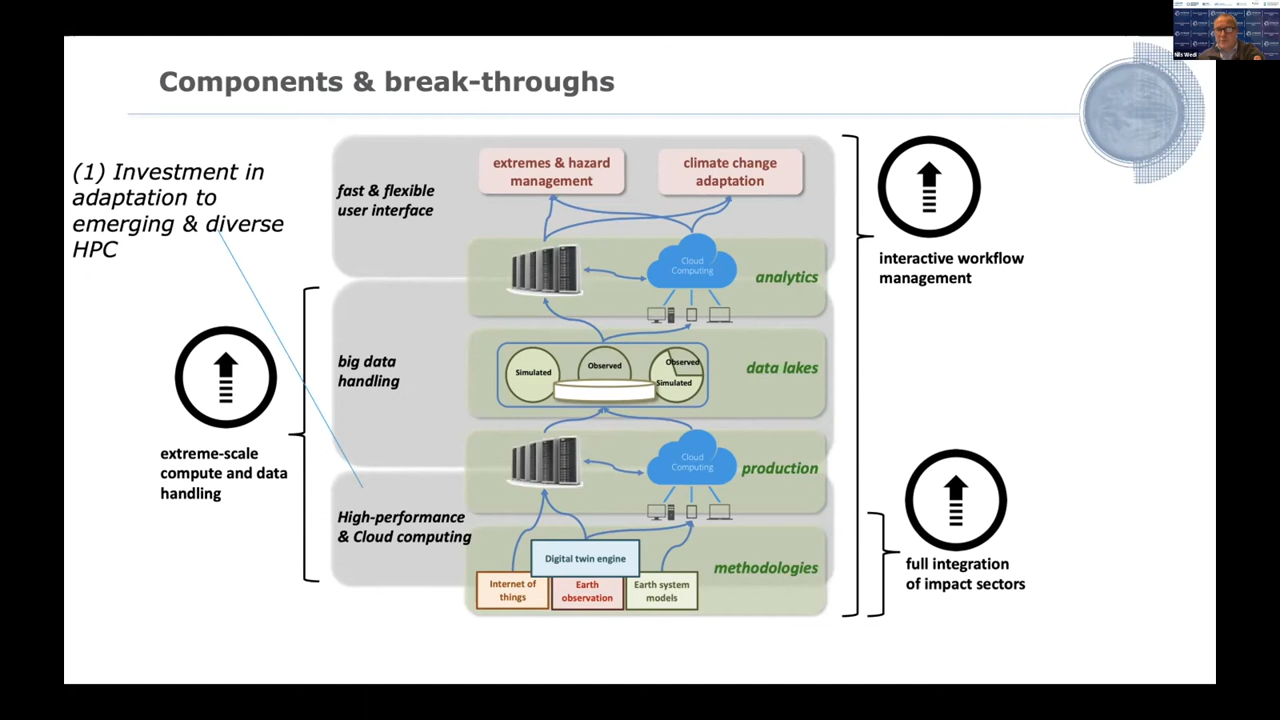 Components & break-throughs
Nils Wedi
(1) Investment in
adaptation to
emerging & diverse
HPC
fast & flexible
user interface
extremes & hazard
management
climate change
adaptation
Cloud
Computing
analytics
interactive workflow
management
big data
handling
Simulated
Observed
Observed
Simulated
data lakes
extreme-scale
compute and data
handling
Cloud
Computing
production
High-performance
& Cloud computing
Digital twin engine
methodologies
Internet of
things
Earth
observation
Earth system
models
full integration
of impact sectors